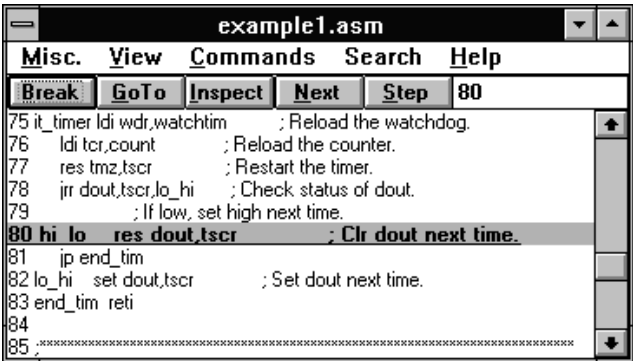 example1.asm
Misc. View Commands Search Help
Break GoTo Inspect Next Step 80
75 it_timer ldi wdr,watchtim ; Reload the watchdog.
76 ldi tcr,count ; Reload the counter.
77 res tmz,tscr ; Restart the timer.
78 jrr dout,tscr,lo_hi ; Check status of dout.
79 ; If low, set high next time.
80 hi_lo res dout,tscr ; Clr dout next time.
81 jp end_tim
82 lo_hi set dout,tscr ; Set dout next time.
83 end_tim reti
84
85 ;*****************************************************************************